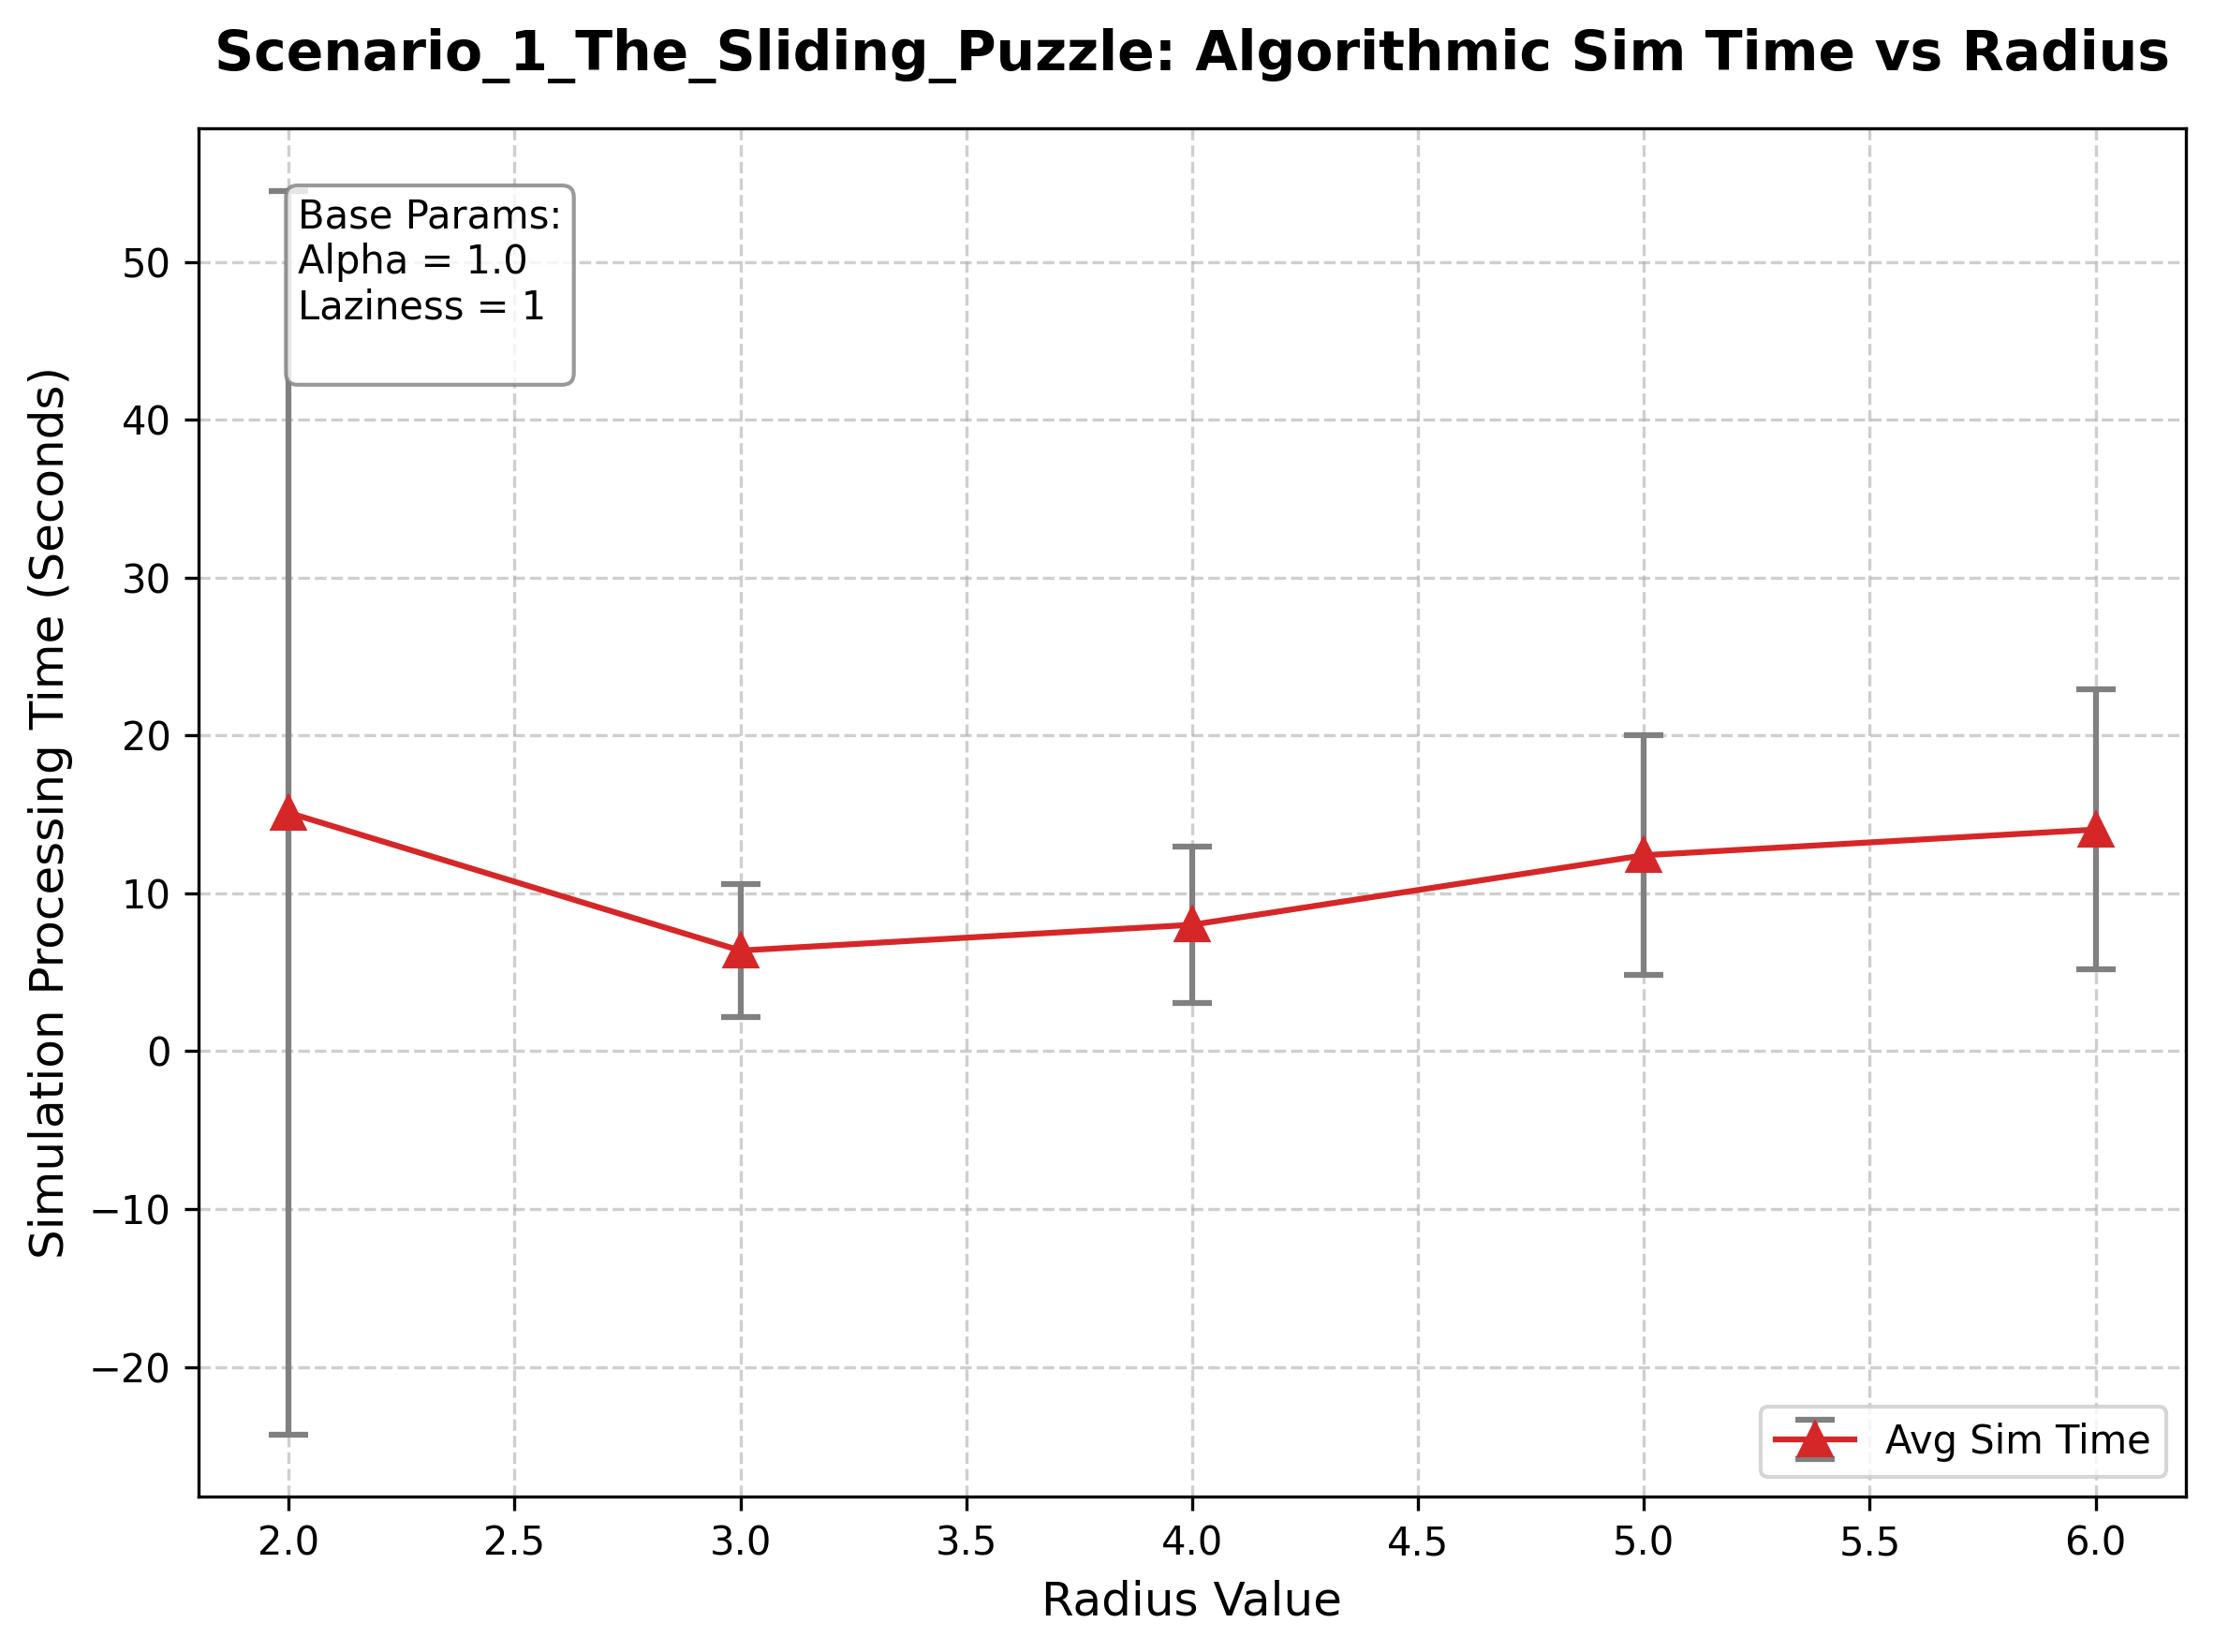 Scenario_1_The_Sliding_Puzzle: Algorithmic Sim Time vs Radius
Base Params:
Alpha = 1.0
Laziness = 1
Simulation Processing Time (Seconds)
50
40
30
20
10
0
−10
−20
Avg Sim Time
2.0 2.5 3.0 3.5 4.0 4.5 5.0 5.5 6.0
Radius Value